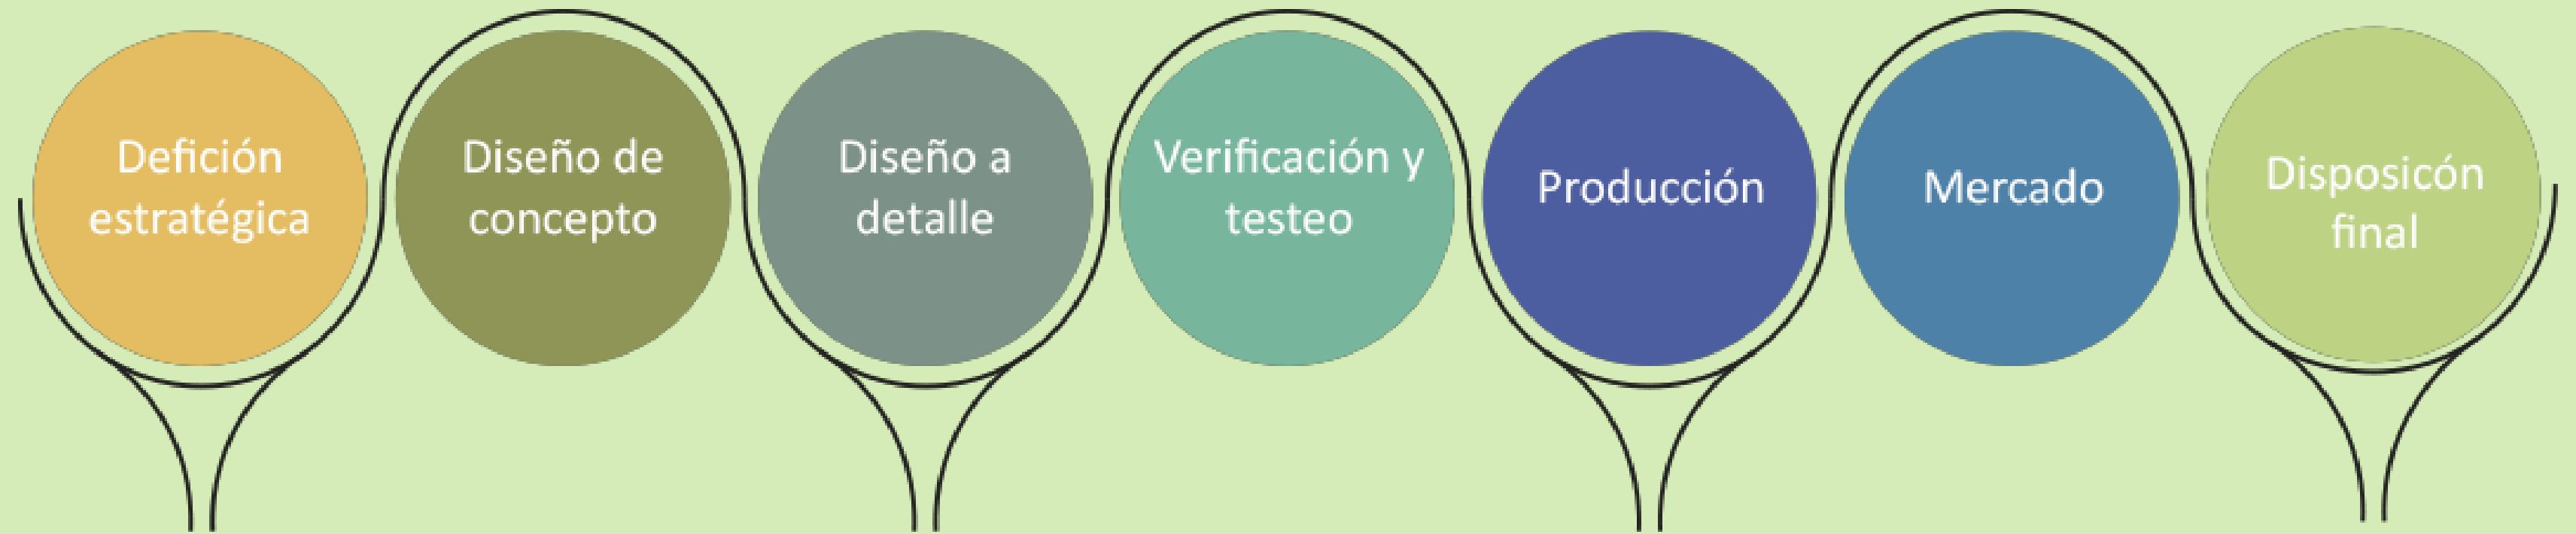 Defición
estratégica
Diseño de
concepto
Diseño a
detalle
Verificación y
testeo
Producción
Mercado
Disposicón
final